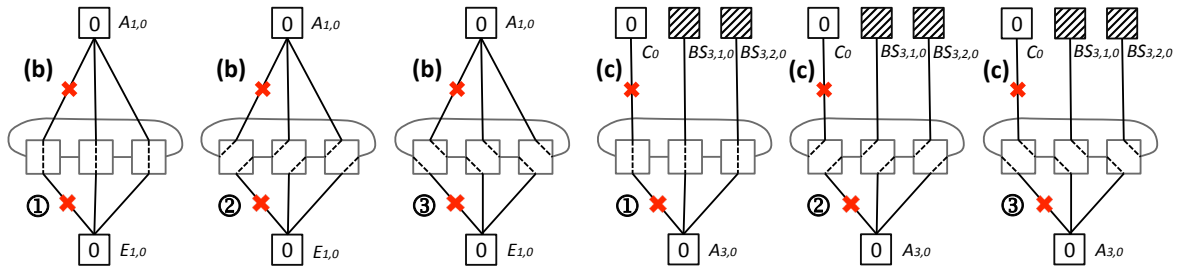 0 A1,0 0 A1,0 0 A1,0 0 0 0
(b) (b) (b) (c) C0 BS3,1,0 BS3,2,0 (c) C0 BS3,1,0 BS3,2,0 (c) C0 BS3,1,0 BS3,2,0
① ② ③ ① ② ③
0 E1,0 0 E1,0 0 E1,0 0 A3,0 0 A3,0 0 A3,0